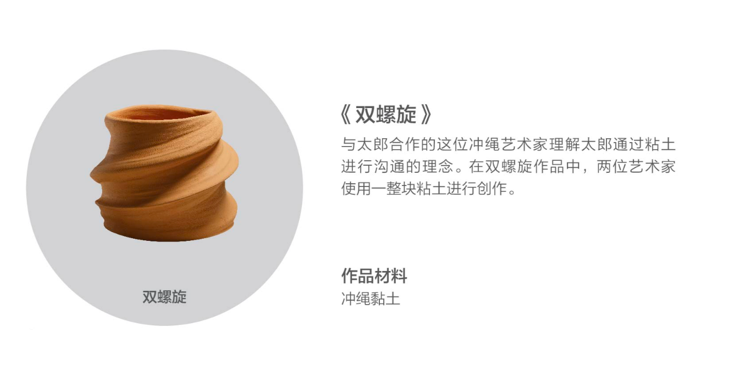 双螺旋
《双螺旋》
与太郎合作的这位冲绳艺术家理解太郎通过粘土
进行沟通的理念。在双螺旋作品中，两位艺术家
使用一整块粘土进行创作。
作品材料
冲绳黏土